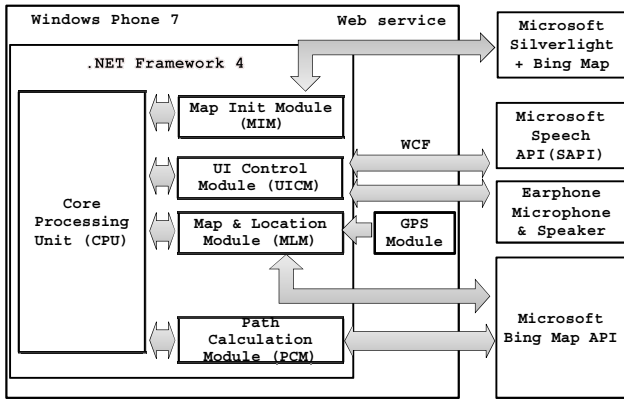 Windows Phone 7
Web service
.NET Framework 4
Core
Processing
Unit (CPU)
Map Init Module
(MIM)
UI Control
Module (UICM)
Map & Location
Module (MLM)
Path
Calculation
Module (PCM)
WCF
GPS
Module
Microsoft
Silverlight
+ Bing Map
Microsoft
Speech
API(SAPI)
Earphone
Microphone
& Speaker
Microsoft
Bing Map API